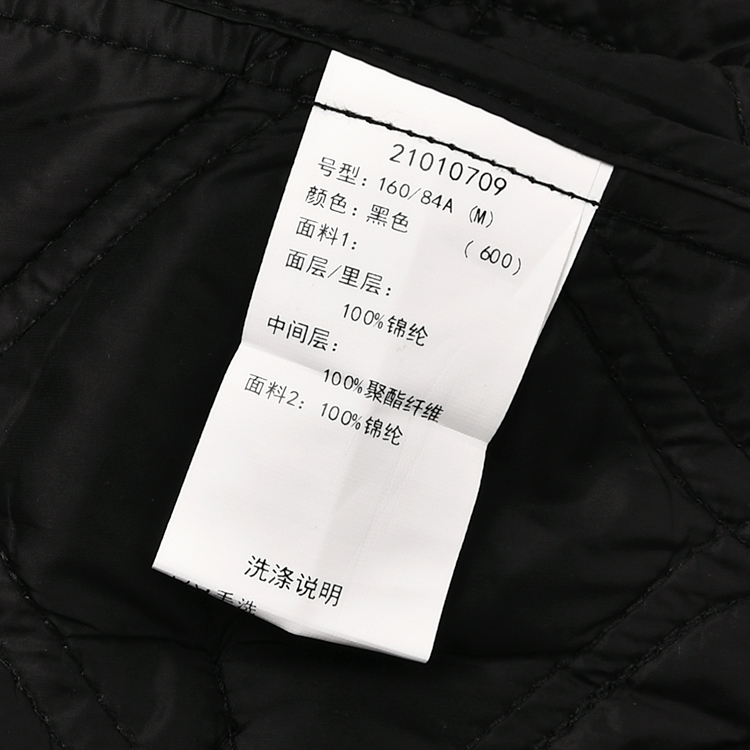 21010709
号型：160/84A（M）
颜色：黑色
（600）
面料1：
面层/里层：
100%锦纶
中间层：
100%聚酯纤维
面料2：100%锦纶
洗涤说明
手洗